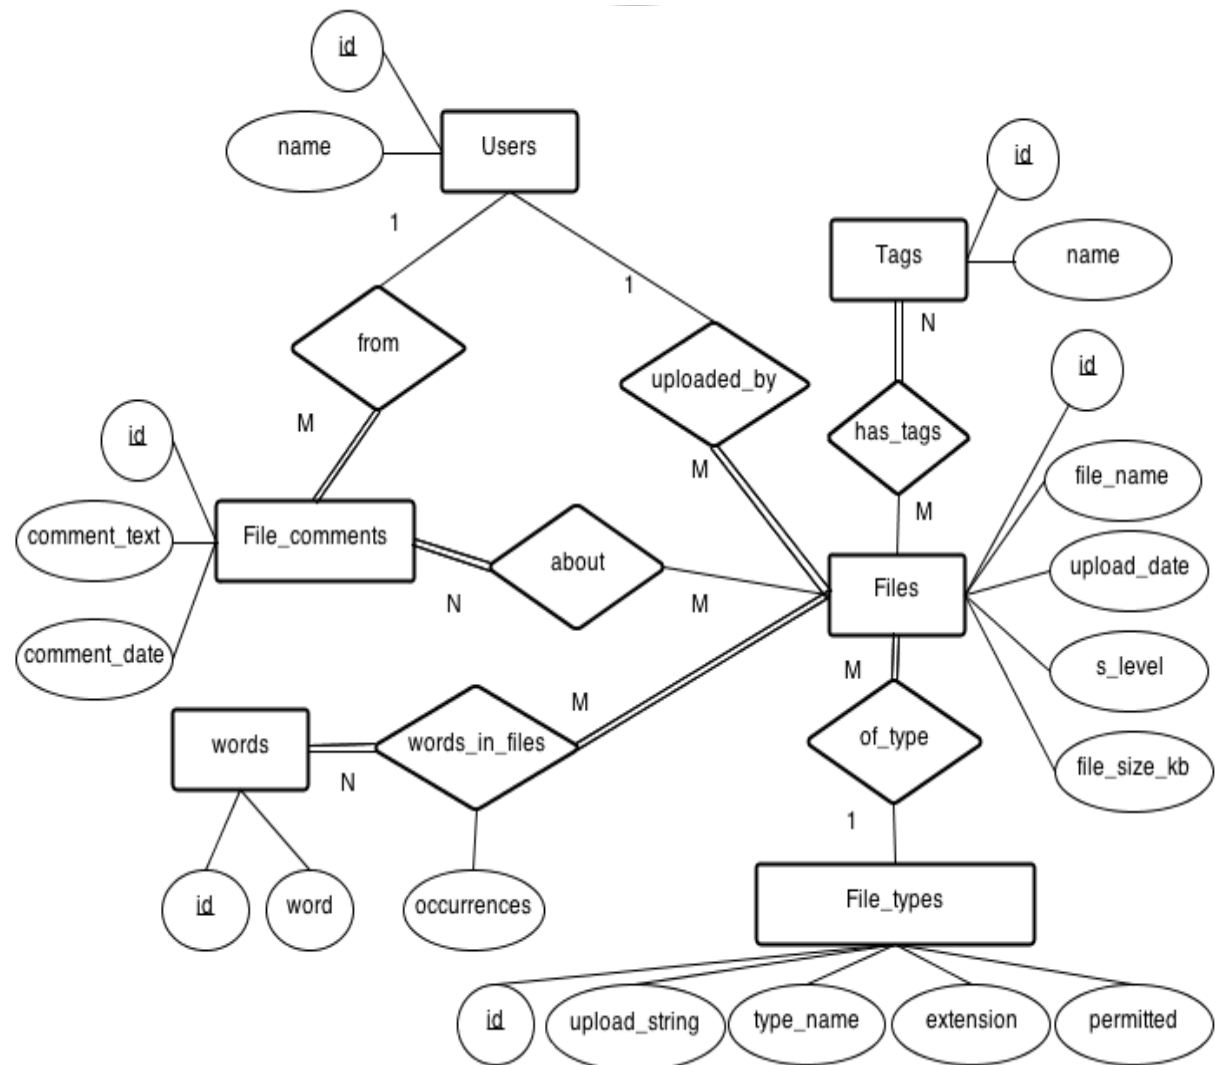 id
name
Users
id
Tags
name
1
1
N
id
from
uploaded_by
has_tags
M
id
M
file_name
M
comment_text
File_comments
about
Files
upload_date
N
M
comment_date
M
s_level
M
words
words_in_files
of_type
file_size_kb
N
1
id
word
occurrences
File_types
id
upload_string
type_name
extension
permitted